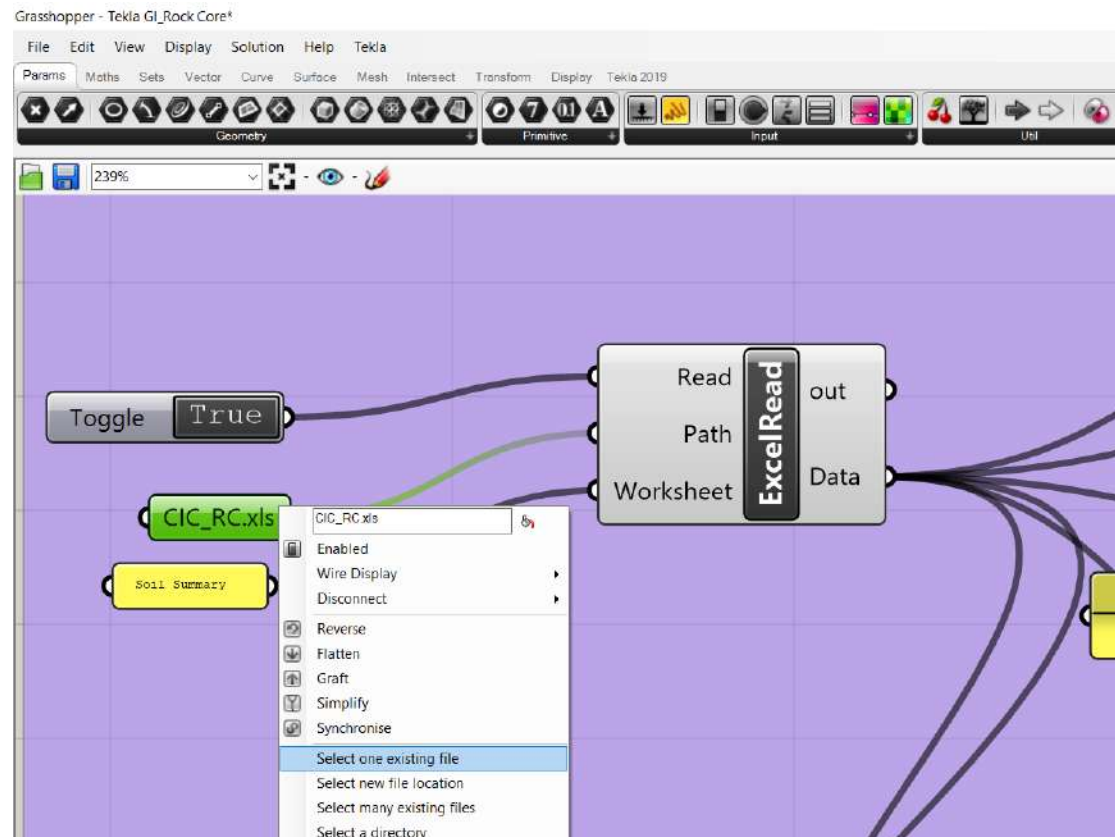 Grasshopper - Tekla GI_Rock Core*
File Edit View Display Solution Help Tekla
Params Maths Sets Vector Curve Surface Mesh Intersect Transform Display Tekla 2019
Geometry Primitive Input Util
239%
Toggle True
Read
Path
Worksheet
ExcelRead
out
Data
CIC_RC.xls
Soil Summary
CIC_RC.xls
Enabled
Wire Display
Disconnect
Reverse
Flatten
Graft
Simplify
Synchronise
Select one existing file
Select new file location
Select many existing files
Select a directory